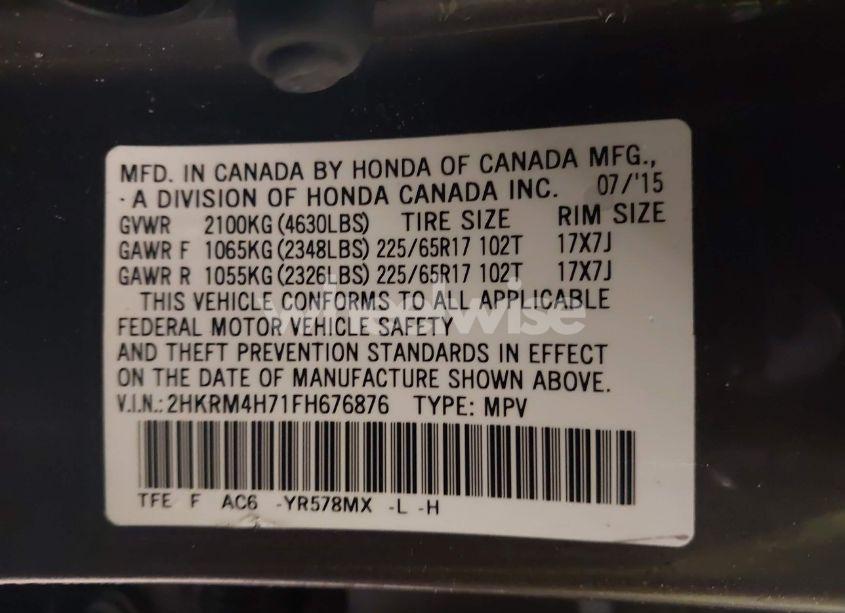 MFD. IN CANADA BY HONDA OF CANADA MFG.,
· A DIVISION OF HONDA CANADA INC. 07/'15
GVWR 2100KG (4630LBS) TIRE SIZE RIM SIZE
GAWR F 1065KG (2348LBS) 225/65R17 102T 17X7J
GAWR R 1055KG (2326LBS) 225/65R17 102T 17X7J
THIS VEHICLE CONFORMS TO ALL APPLICABLE
FEDERAL MOTOR VEHICLE SAFETY
AND THEFT PREVENTION STANDARDS IN EFFECT
ON THE DATE OF MANUFACTURE SHOWN ABOVE.
V.I.N.: 2HKRM4H71FH676876 TYPE: MPV
TFE F AC6 -YR578MX -L -H